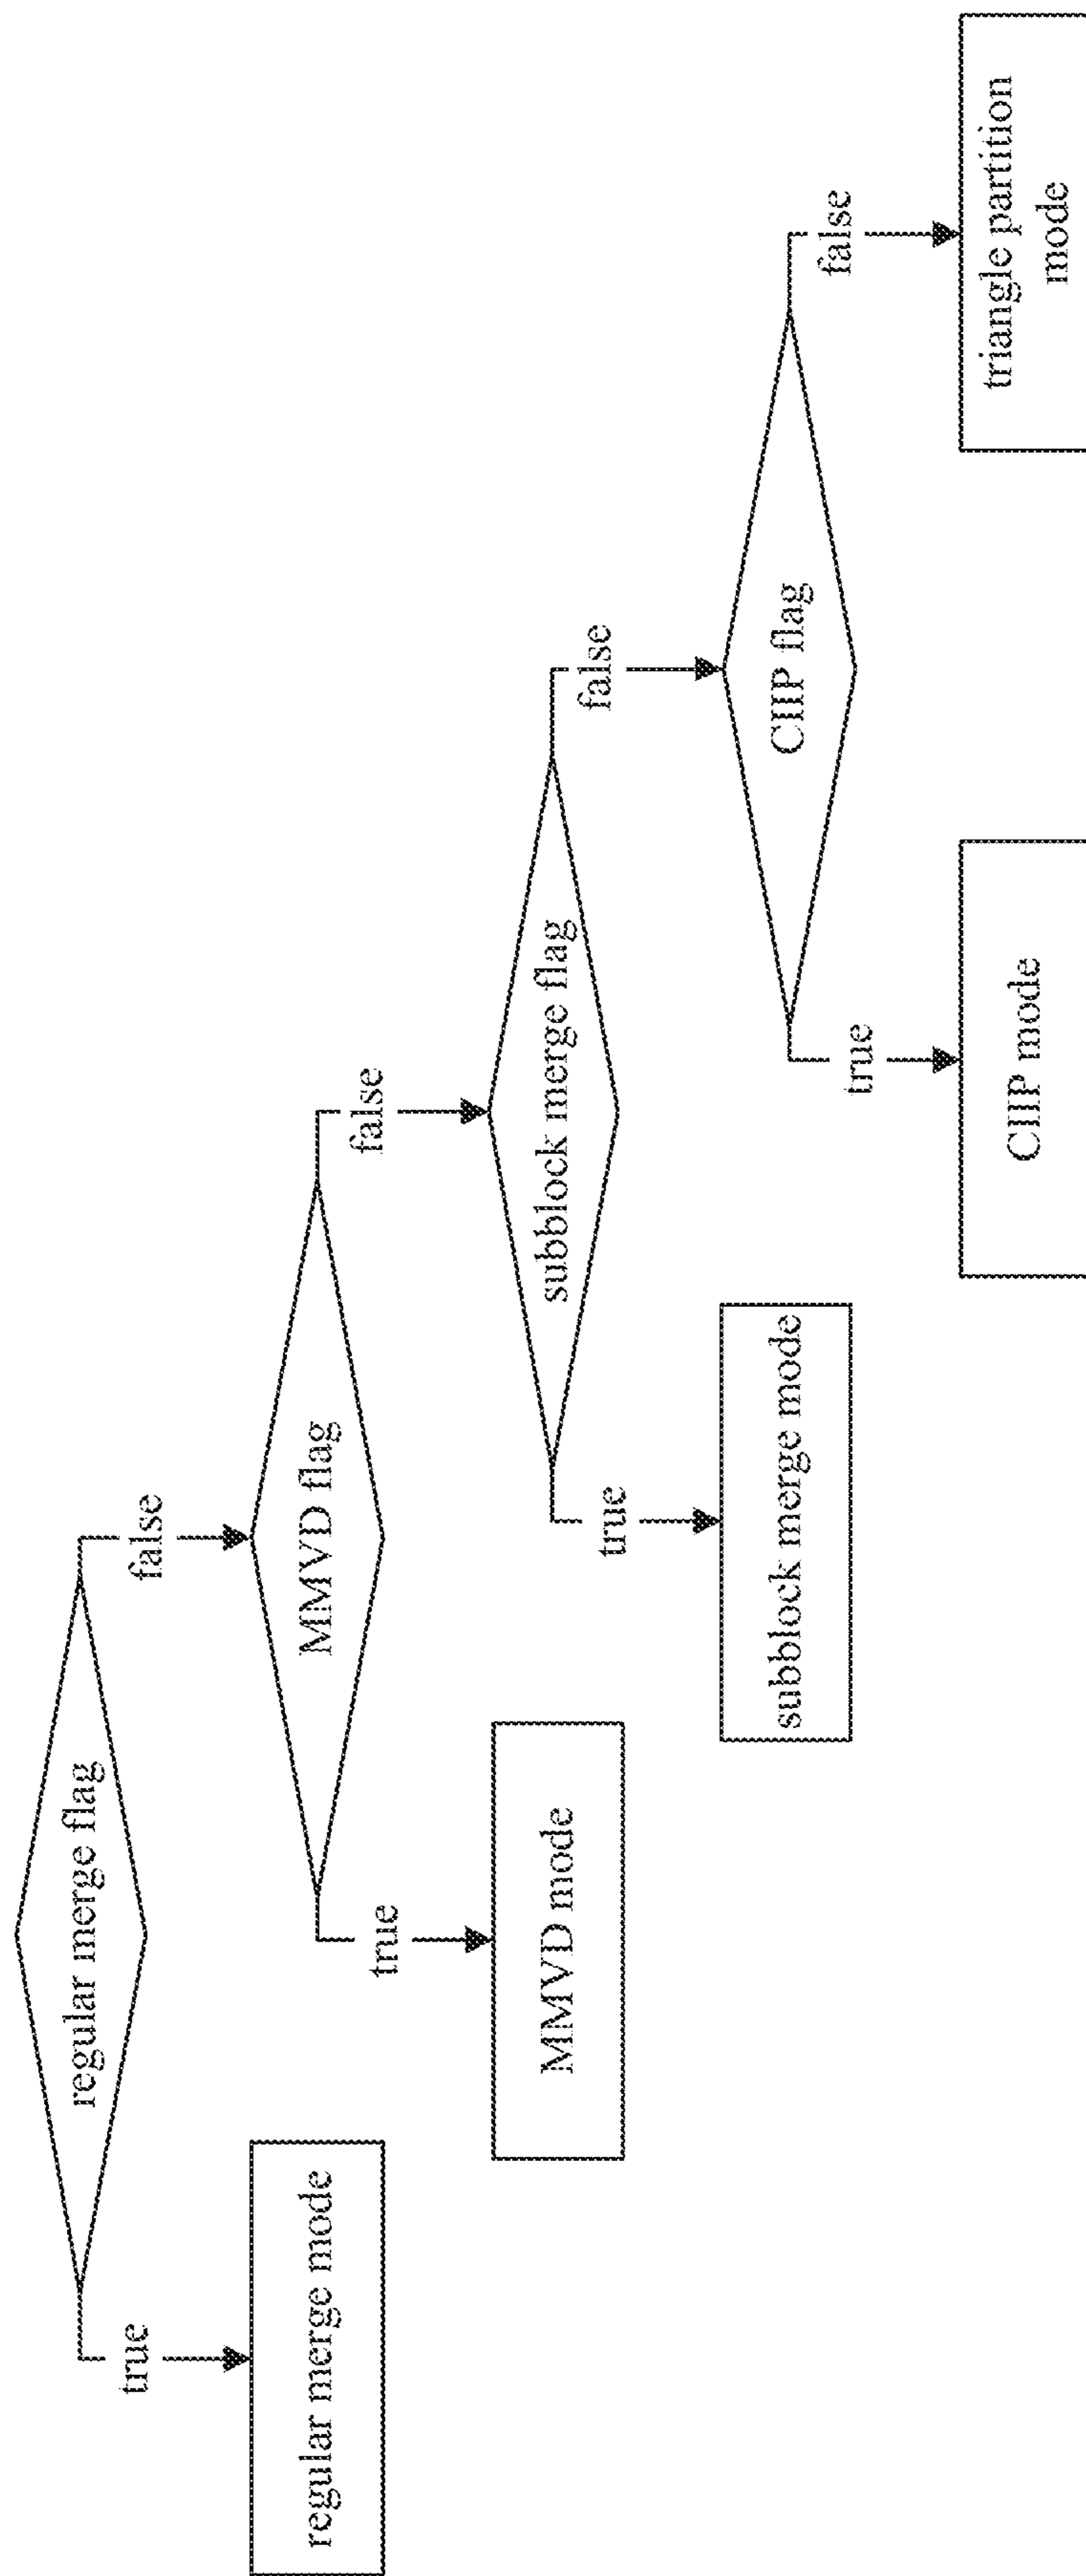 regular merge flag
true
false
regular merge mode
MMVD flag
true
false
MMVD mode
subblock merge flag
true
false
subblock merge mode
CIIP flag
true
false
CIIP mode
triangle partition
mode